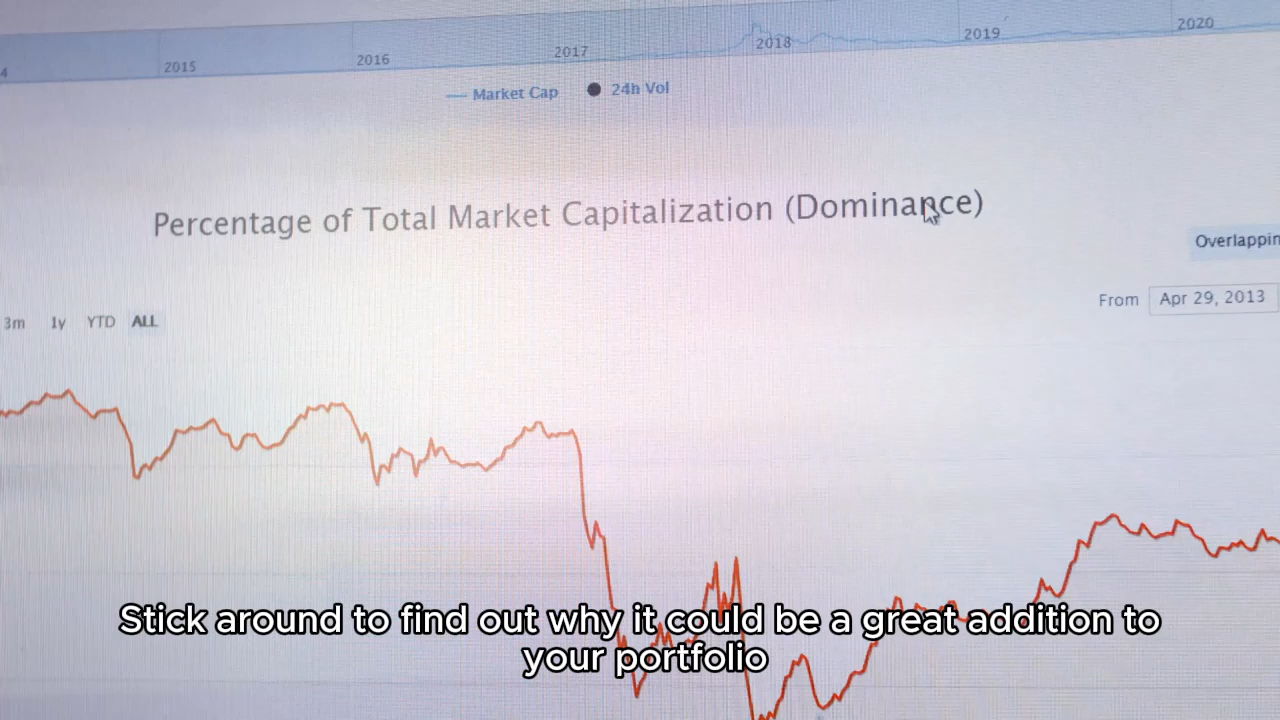 4
2015
2016
2017
2018
2019
2020
Market Cap
24h Vol
Percentage of Total Market Capitalization (Dominance)
Overlappin
From
Apr 29, 2013
3m
1y
YTD
ALL
Stick around to find out why it could be a great addition to
your portfolio